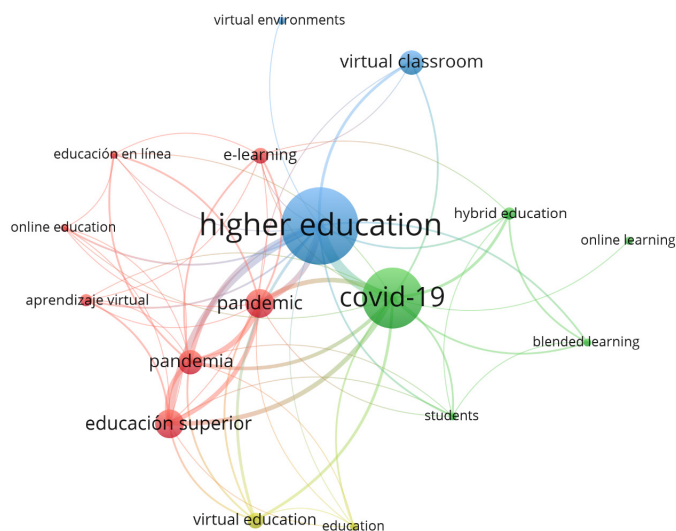 virtual environments
virtual classroom
educación en línea
e-learning
higher education
hybrid education
online education
online learning
aprendizaje virtual
pandemic
covid-19
blended learning
pandemia
educación superior
students
virtual education
education